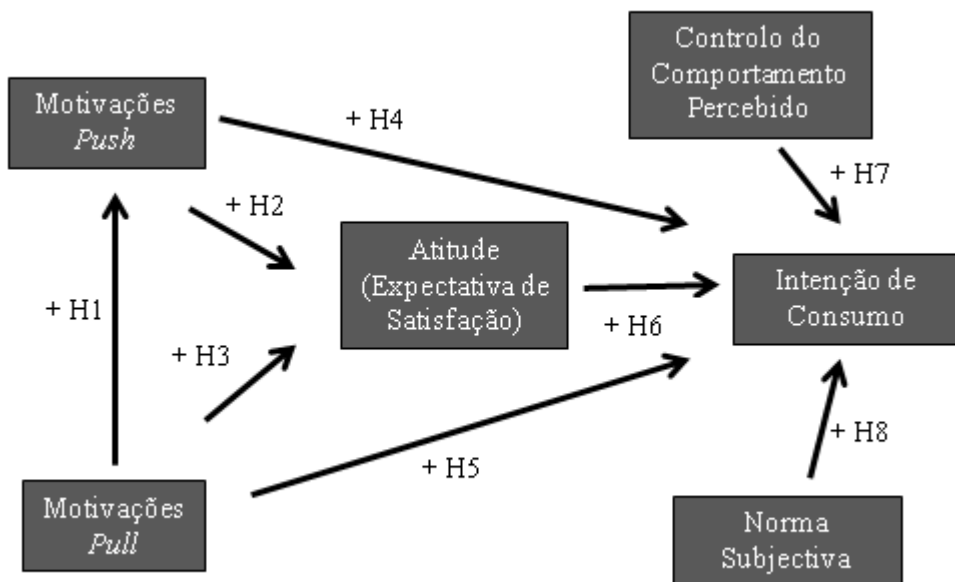 Controlo do
Comportamento
Percebido
Motivações
Push
+ H4
+ H7
+ H2
Atitude
(Expectativa de
Satisfação)
Intenção de
Consumo
+ H1
+ H6
+ H3
+ H8
+ H5
Motivações
Pull
Norma
Subjectiva